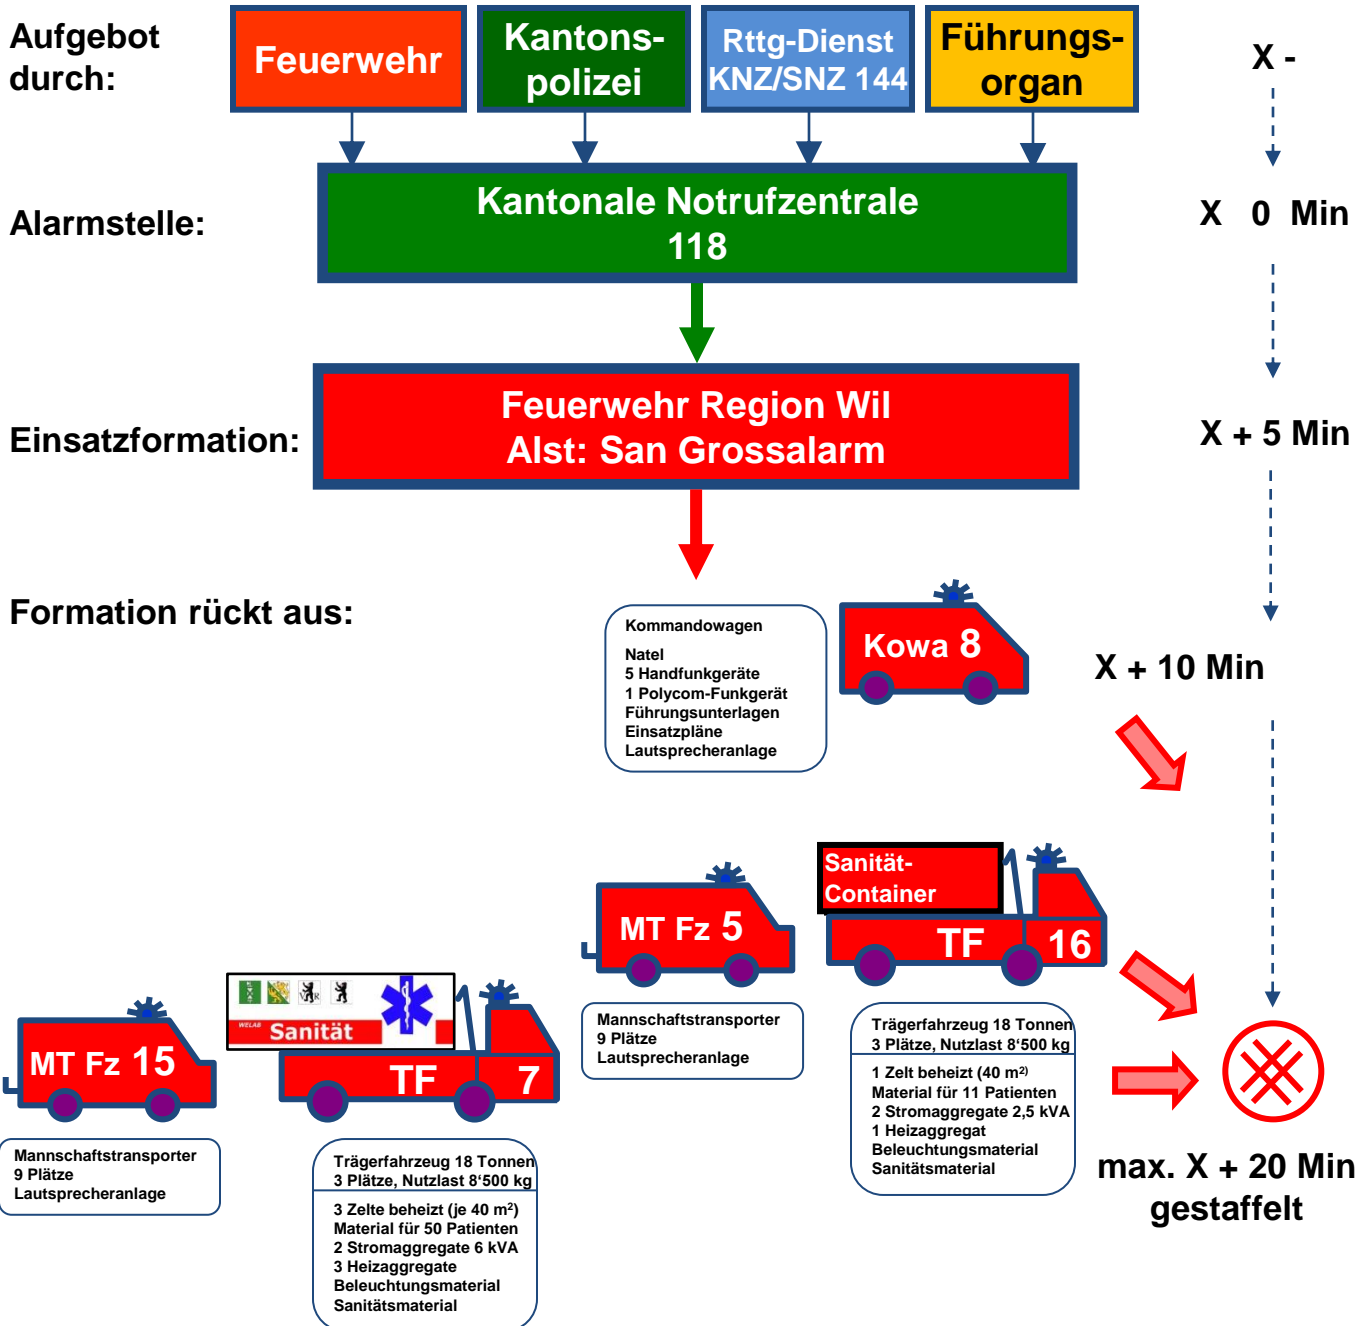 Aufgebot
durch:
Feuerwehr
Kantons-
polizei
Rttg-Dienst
KNZ/SNZ 144
Führungs-
organ
X -
Alarmstelle:
Kantonale Notrufzentrale
118
X 0 Min
Einsatzformation:
Feuerwehr Region Wil
Alst: San Grossalarm
X + 5 Min
Formation rückt aus:
Kommandowagen
Natel
5 Handfunkgeräte
1 Polycom-Funkgerät
Führungsunterlagen
Einsatzpläne
Lautsprecheranlage
Kowa 8
X + 10 Min
MT Fz 5
Mannschaftstransporter
9 Plätze
Lautsprecheranlage
Sanität-
Container
TF 16
Trägerfahrzeug 18 Tonnen
3 Plätze, Nutzlast 8‘500 kg
1 Zelt beheizt (40 m²)
Material für 11 Patienten
2 Stromaggregate 2,5 kVA
1 Heizaggregat
Beleuchtungsmaterial
Sanitätsmaterial
MT Fz 15
Mannschaftstransporter
9 Plätze
Lautsprecheranlage
WELAB
Sanität
TF 7
Trägerfahrzeug 18 Tonnen
3 Plätze, Nutzlast 8‘500 kg
3 Zelte beheizt (je 40 m²)
Material für 50 Patienten
2 Stromaggregate 6 kVA
3 Heizaggregate
Beleuchtungsmaterial
Sanitätsmaterial
max. X + 20 Min
gestaffelt